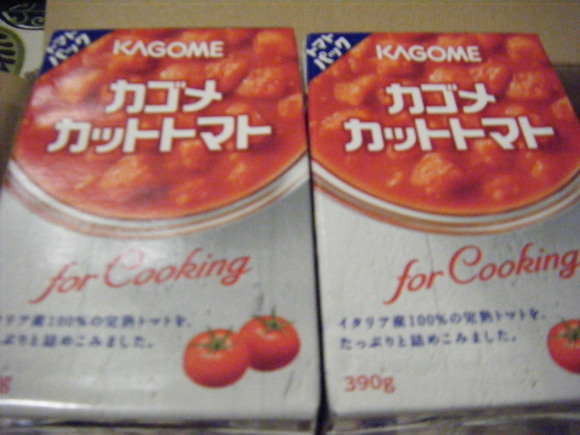 トマトパック
KAGOME
カゴメ
カットトマト
for Cooking
タリア産100%の完熟トマトを、
っぷりと詰めこみました。
g
トマトパック
KAGOME
カゴメ
カットトマト
for Cooking
イタリア産100%の完熟トマトを、
たっぷりと詰めこみました。
390g